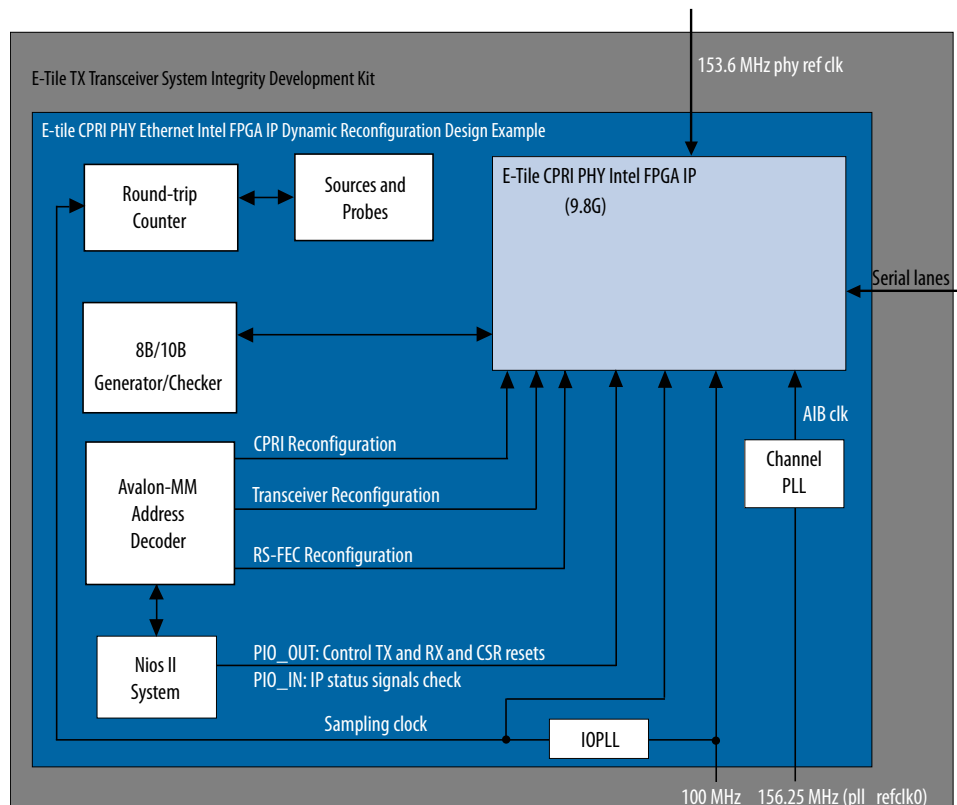 153.6 MHz phy ref clk
E-Tile TX Transceiver System Integrity Development Kit
E-tile CPRI PHY Ethernet Intel FPGA IP Dynamic Reconfiguration Design Example
Round-trip
Counter
Sources and
Probes
E-Tile CPRI PHY Intel FPGA IP
(9.8G)
Serial lanes
8B/10B
Generator/Checker
AIB clk
Channel
PLL
Avalon-MM
Address
Decoder
CPRI Reconfiguration
Transceiver Reconfiguration
RS-FEC Reconfiguration
Nios II
System
PIO_OUT: Control TX and RX and CSR resets
PIO_IN: IP status signals check
Sampling clock
IOPLL
100 MHz
156.25 MHz (pll_refclk0)